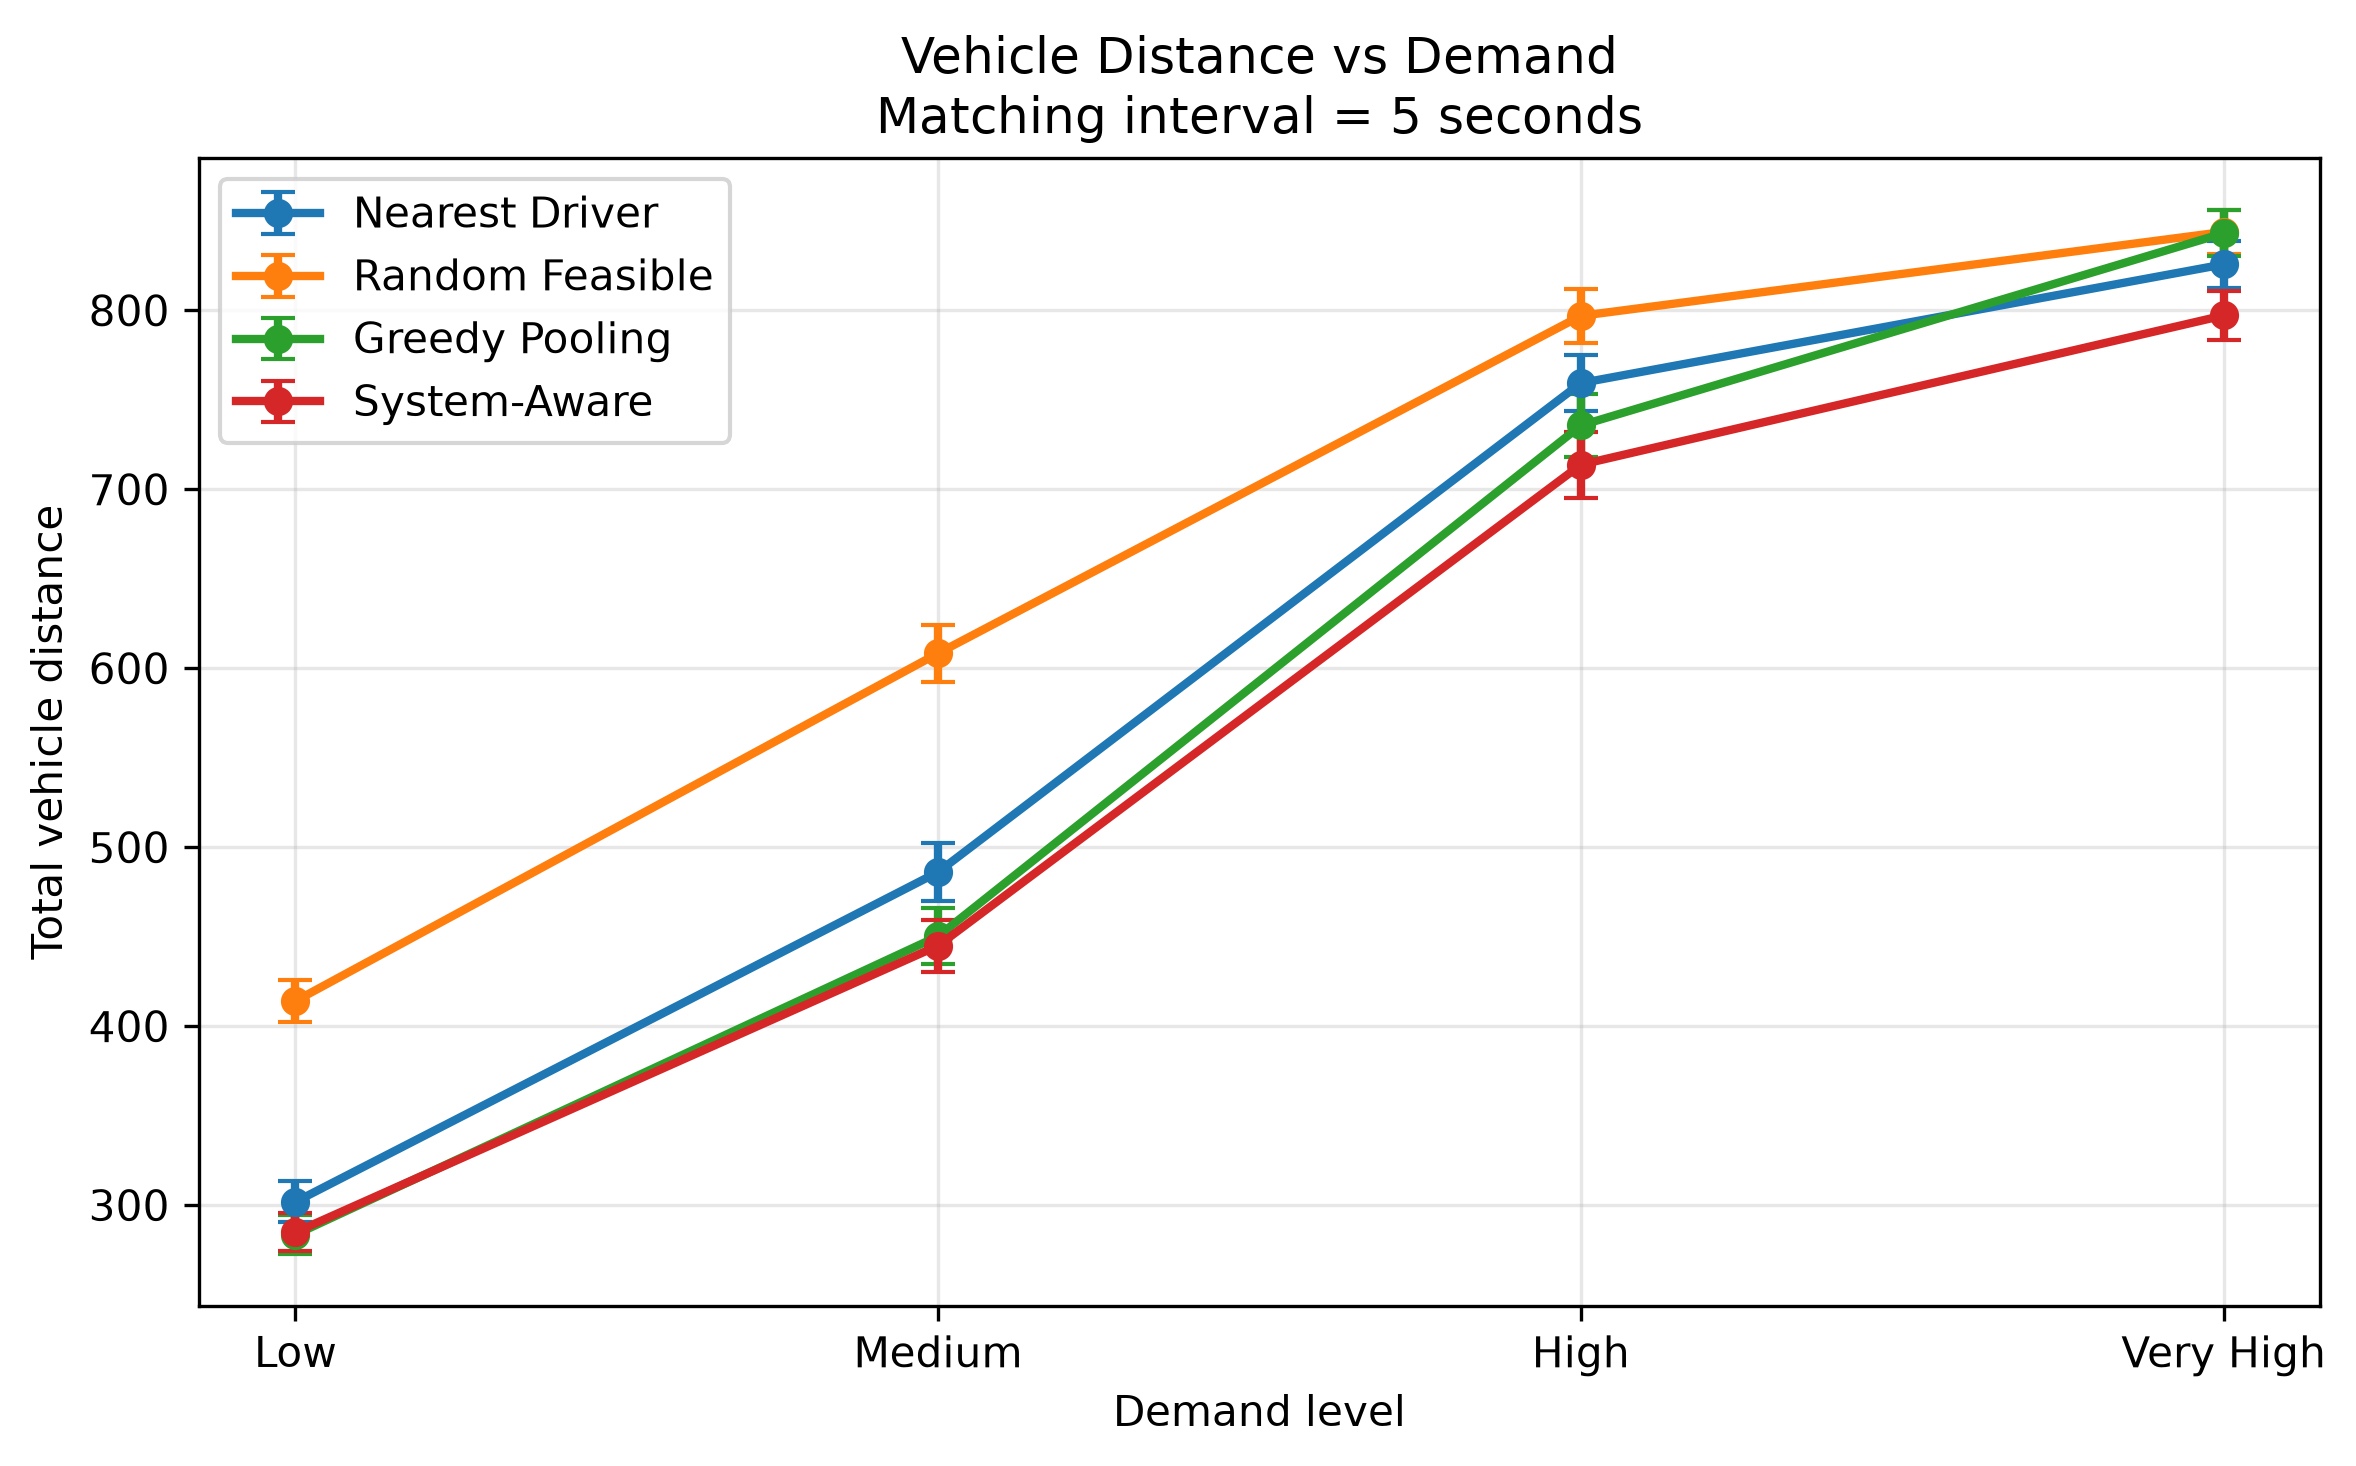 Vehicle Distance vs Demand
Matching interval = 5 seconds
Nearest Driver
Random Feasible
Greedy Pooling
System-Aware
Total vehicle distance
800
700
600
500
400
300
Low Medium High Very High
Demand level